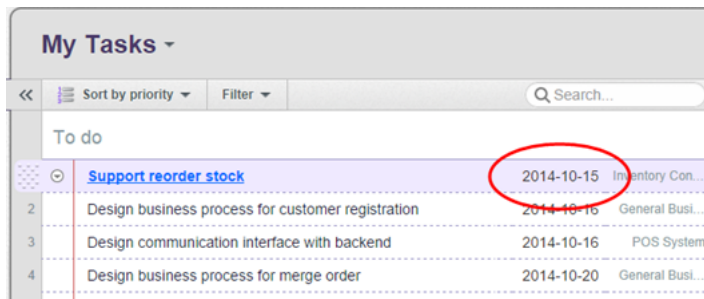 My Tasks
Sort by priority Filter Search...
To do
Support reorder stock 2014-10-15 Inventory Con...
2 Design business process for customer registration 2014-10-16 General Busi...
3 Design communication interface with backend 2014-10-16 POS System
4 Design business process for merge order 2014-10-20 General Busi...